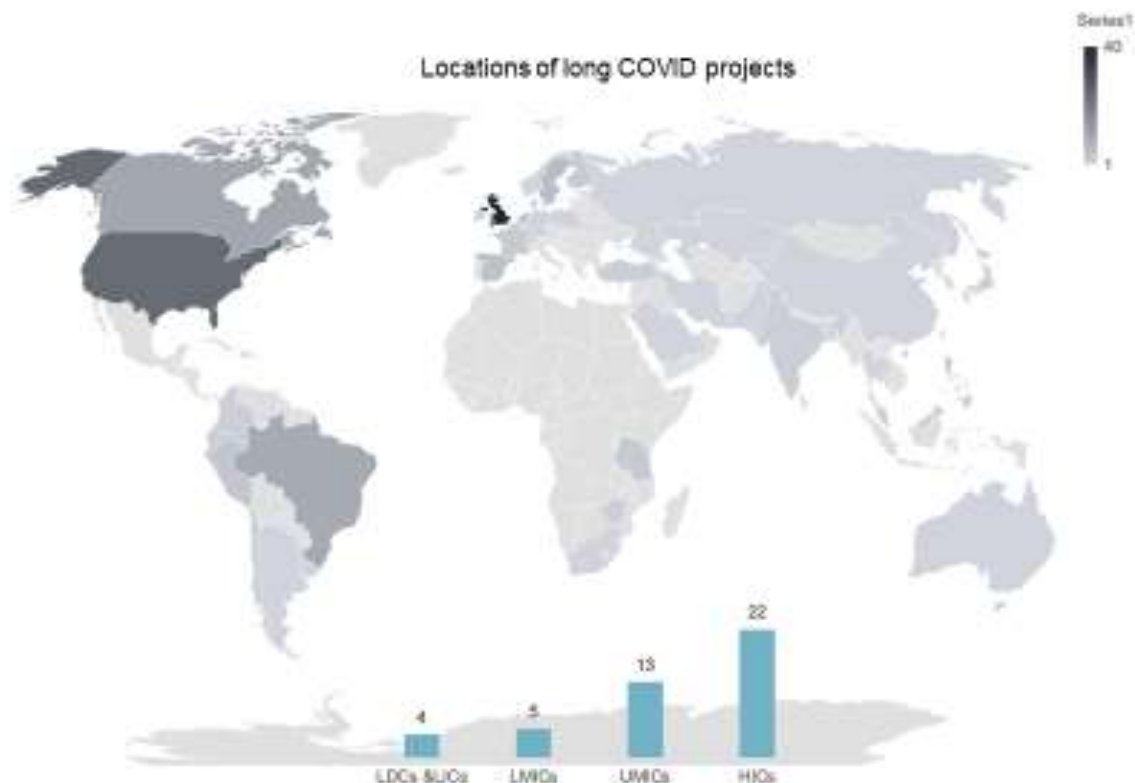 Series1
40
Locations of long COVID projects
1
22
13
4
5
LDCs &LICs
LMICs
UMICs
HICs